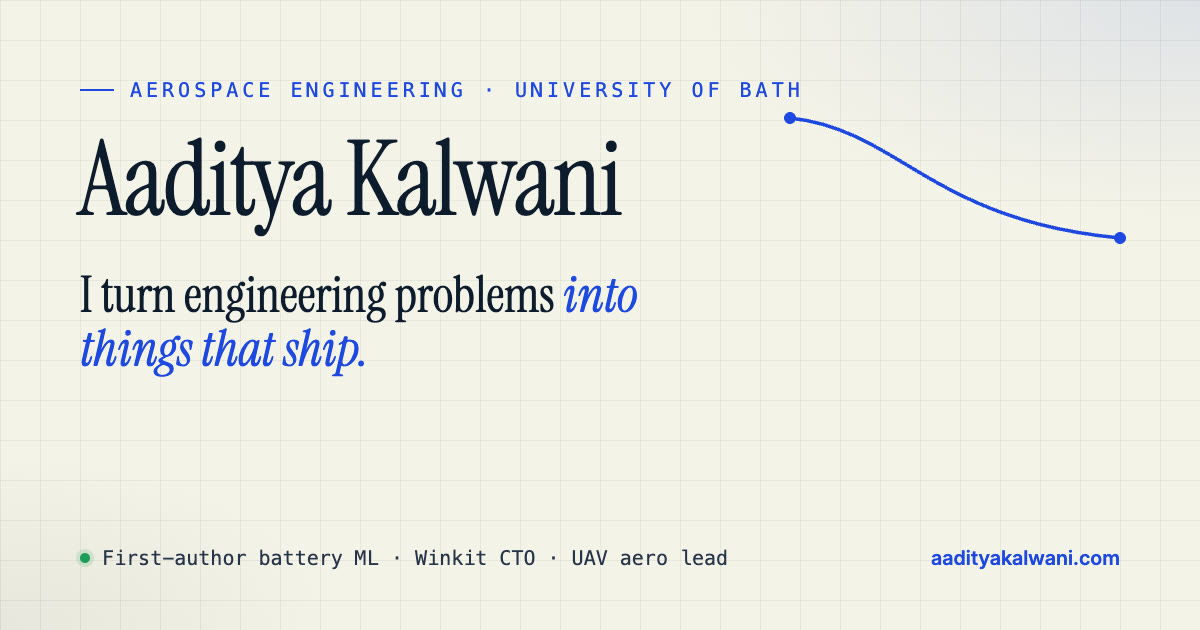 AEROSPACE ENGINEERING · UNIVERSITY OF BATH
Aaditya Kalwani
I turn engineering problems into
things that ship.
First–author battery ML · Winkit CTO · UAV aero lead
aadityakalwani.com